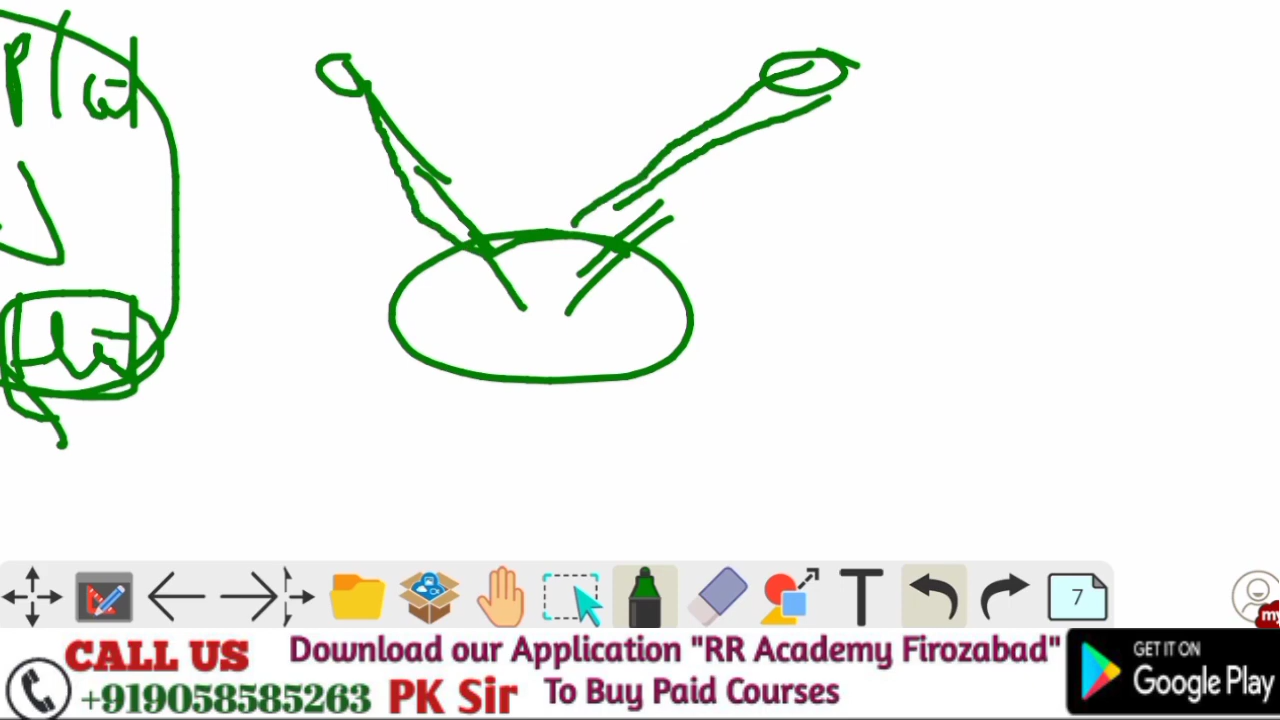 7
my
CALL US
+919058585263
PK Sir
Download our Application "RR Academy Firozabad"
To Buy Paid Courses
GET IT ON
Google Play